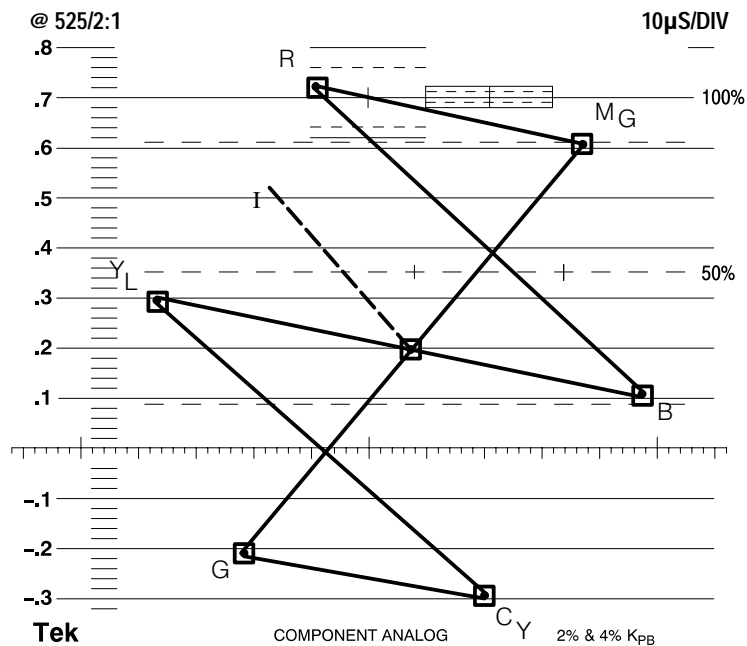 @ 525/2:1 10µS/DIV
.8
R
.7 100%
MG
.6
.5
I
.4
YL 50%
.3
.2
.1
B
–.1
–.2
G
–.3
CY
Tek COMPONENT ANALOG 2% & 4% KPB